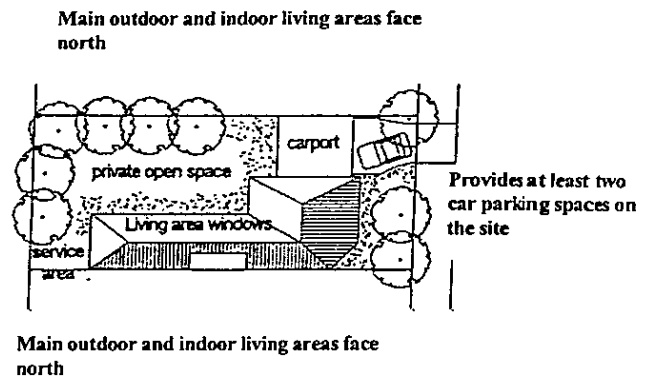 Main outdoor and indoor living areas face
north
carport
private open space
Provides at least two
car parking spaces on
the site
Living area windows
service
area
Main outdoor and indoor living areas face
north